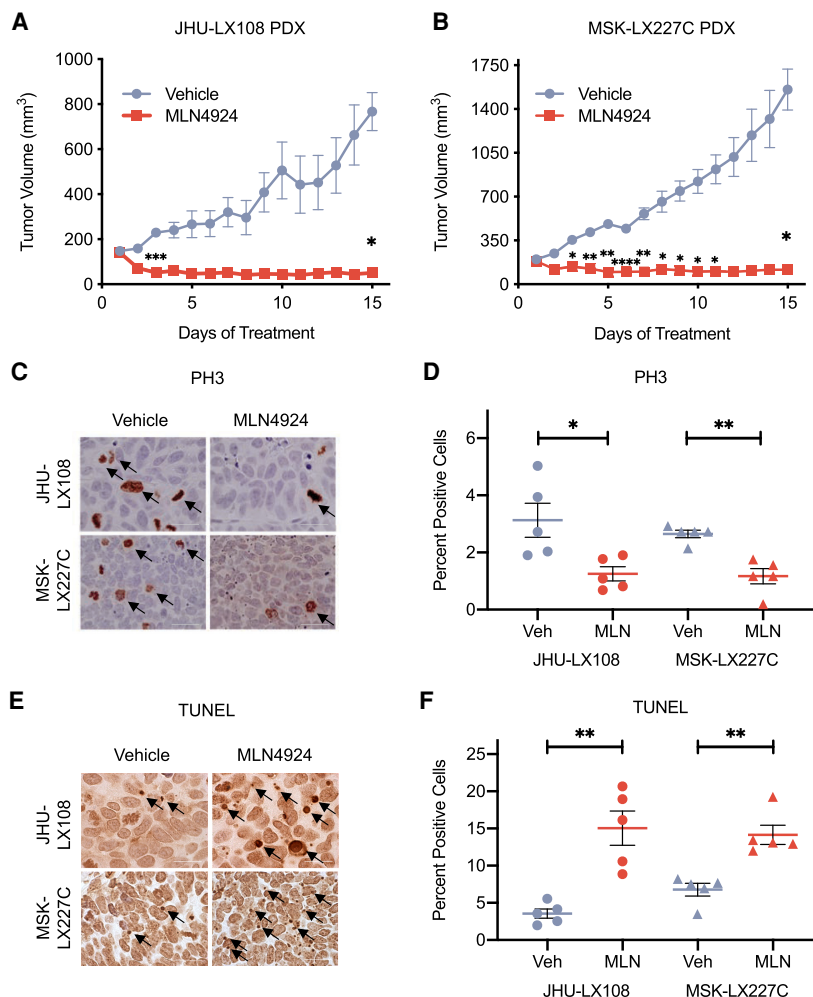 A
JHU-LX108 PDX
Tumor Volume (mm3)
1000
800
600
400
200
0
Vehicle
MLN4924
***
*
0
5
10
15
Days of Treatment
B
MSK-LX227C PDX
Tumor Volume (mm3)
1750
1400
1050
700
350
0
Vehicle
MLN4924
*
**
**
****
**
*
*
*
*
*
0
5
10
15
Days of Treatment
C
PH3
Vehicle
MLN4924
JHU-
LX108
MSK-
LX227C
D
PH3
Percent Positive Cells
6
4
2
0
*
**
Veh
MLN
Veh
MLN
JHU-LX108
MSK-LX227C
E
TUNEL
Vehicle
MLN4924
JHU-
LX108
MSK-
LX227C
F
TUNEL
Percent Positive Cells
25
20
15
10
5
0
**
**
Veh
MLN
Veh
MLN
JHU-LX108
MSK-LX227C